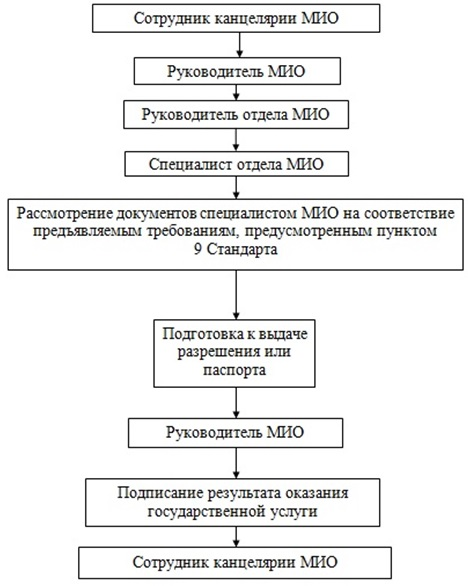 Сотрудник канцелярии МИО
Руководитель МИО
Руководитель отдела МИО
Специалист отдела МИО
Рассмотрение документов специалистом МИО на соответствие
предъявляемым требованиям, предусмотренным пунктом
9 Стандарта
Подготовка к выдаче
разрешения или
паспорта
Руководитель МИО
Подписание результата оказания
государственной услуги
Сотрудник канцелярии МИО